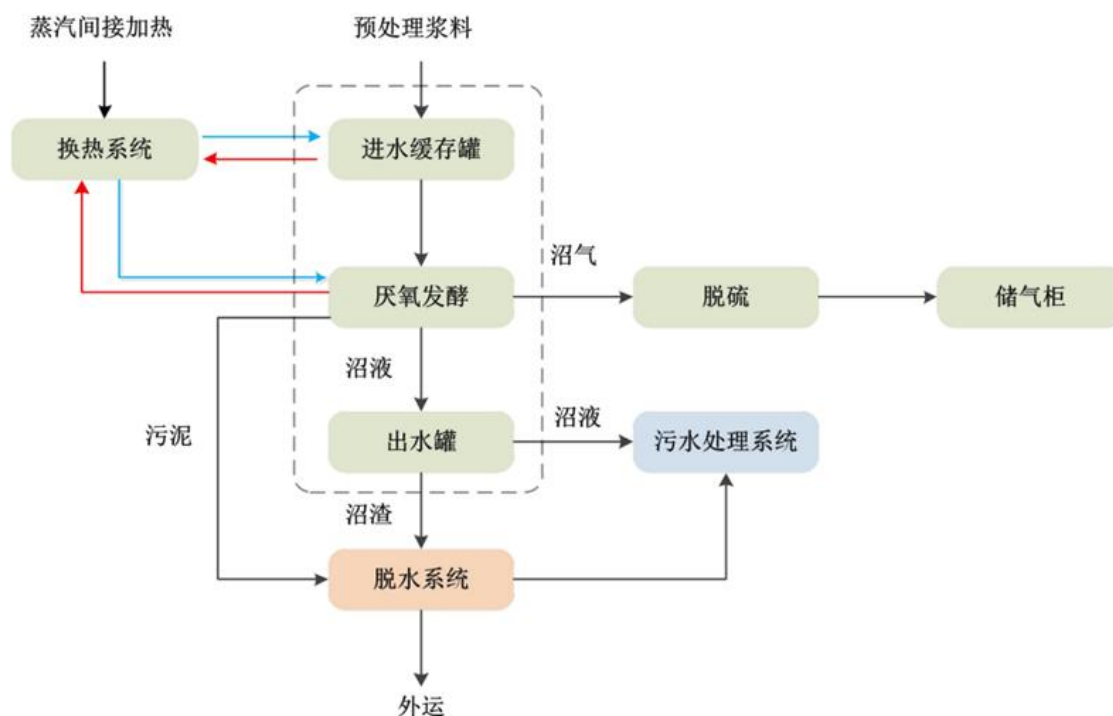 蒸汽间接加热
预处理浆料
换热系统
进水缓存罐
沼气
厌氧发酵
脱硫
储气柜
沼液
沼液
污泥
出水罐
污水处理系统
沼渣
脱水系统
外运